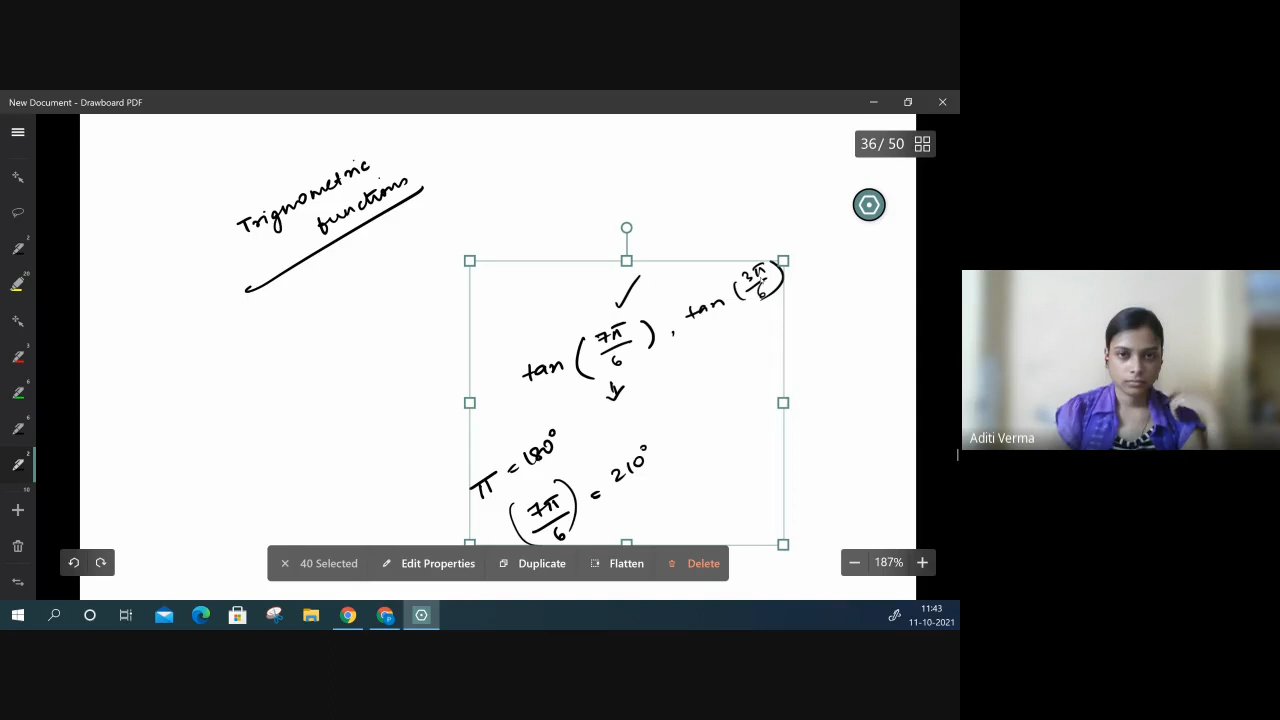 New Document - Drawboard PDF
36 / 50
Trignometric
functions
tan (7π/6) , tan (3π/6)
π = 180°
(7π/6) = 210°
40 Selected Edit Properties Duplicate Flatten Delete
187%
11:43
11-10-2021
Aditi Verma